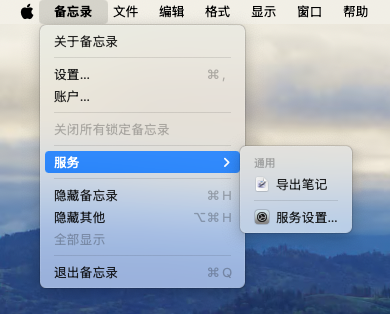 备忘录 文件 编辑 格式 显示 窗口 帮助
关于备忘录
设置... ⌘ ,
账户...
关闭所有锁定备忘录
服务
通用
导出笔记
服务设置...
隐藏备忘录 ⌘ H
隐藏其他 ⌥⌘ H
全部显示
退出备忘录 ⌘ Q